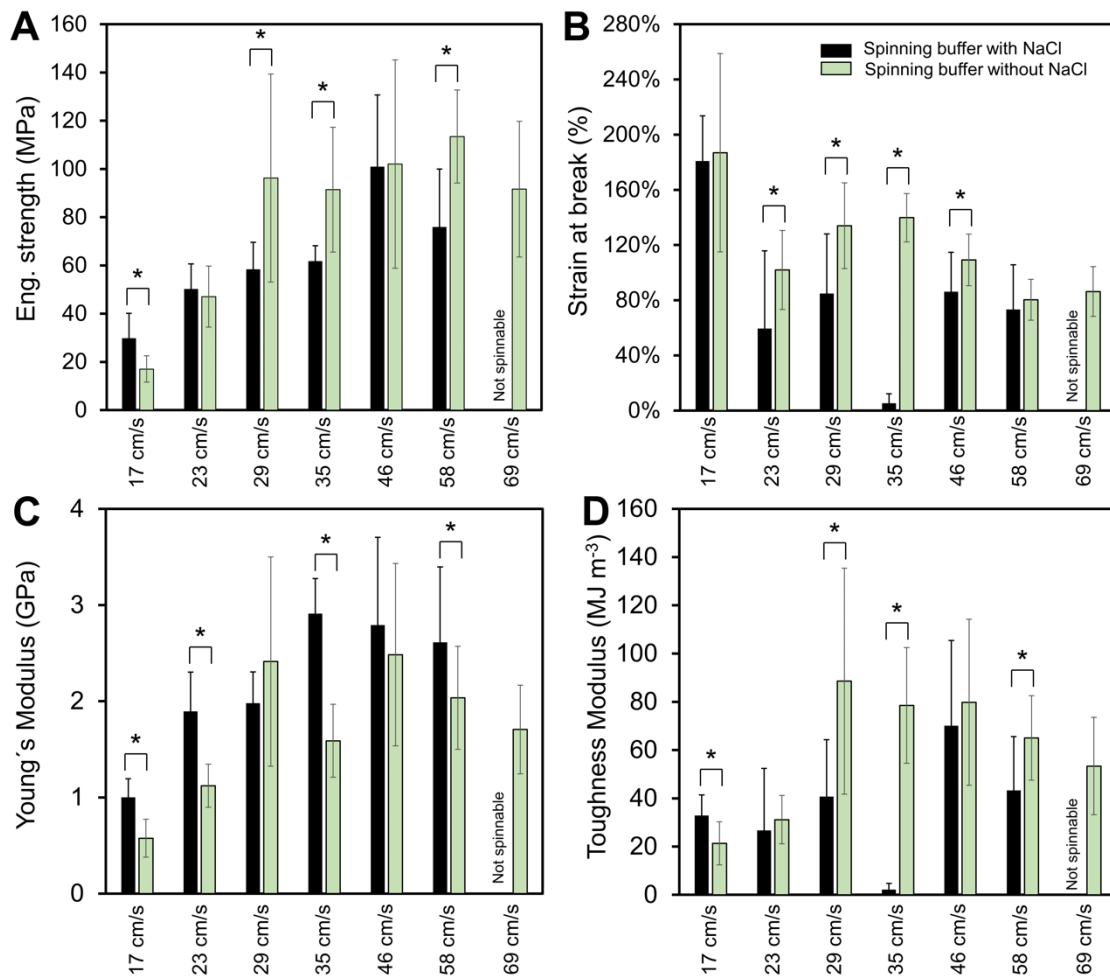 A
Eng. strength (MPa)
160
140
120
100
80
60
40
20
0
*
*
*
*
Not spinnable
17 cm/s
23 cm/s
29 cm/s
35 cm/s
46 cm/s
58 cm/s
69 cm/s
B
Strain at break (%)
280%
240%
220%
180%
160%
120%
80%
40%
0%
Spinning buffer with NaCl
Spinning buffer without NaCl
*
*
*
*
Not spinnable
17 cm/s
23 cm/s
29 cm/s
35 cm/s
46 cm/s
58 cm/s
69 cm/s
C
Young´s Modulus (GPa)
4
3
2
1
0
*
*
*
*
Not spinnable
17 cm/s
23 cm/s
29 cm/s
35 cm/s
46 cm/s
58 cm/s
69 cm/s
D
Toughness Modulus (MJ m⁻³)
160
140
120
100
80
60
40
20
0
*
*
*
*
Not spinnable
17 cm/s
23 cm/s
29 cm/s
35 cm/s
46 cm/s
58 cm/s
69 cm/s